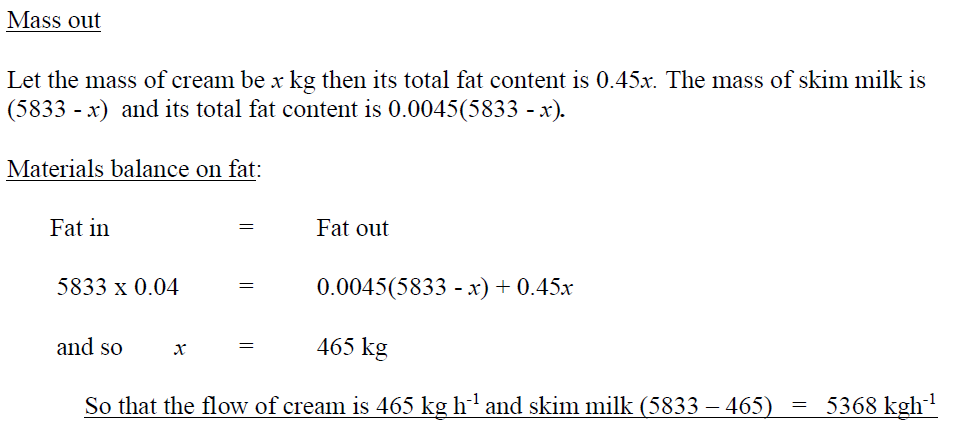 Mass out
Let the mass of cream be x kg then its total fat content is 0.45x. The mass of skim milk is
(5833 - x) and its total fat content is 0.0045(5833 - x).
Materials balance on fat:
Fat in = Fat out
5833 x 0.04 = 0.0045(5833 - x) + 0.45x
and so x = 465 kg
So that the flow of cream is 465 kg h⁻¹ and skim milk (5833 – 465) = 5368 kgh⁻¹